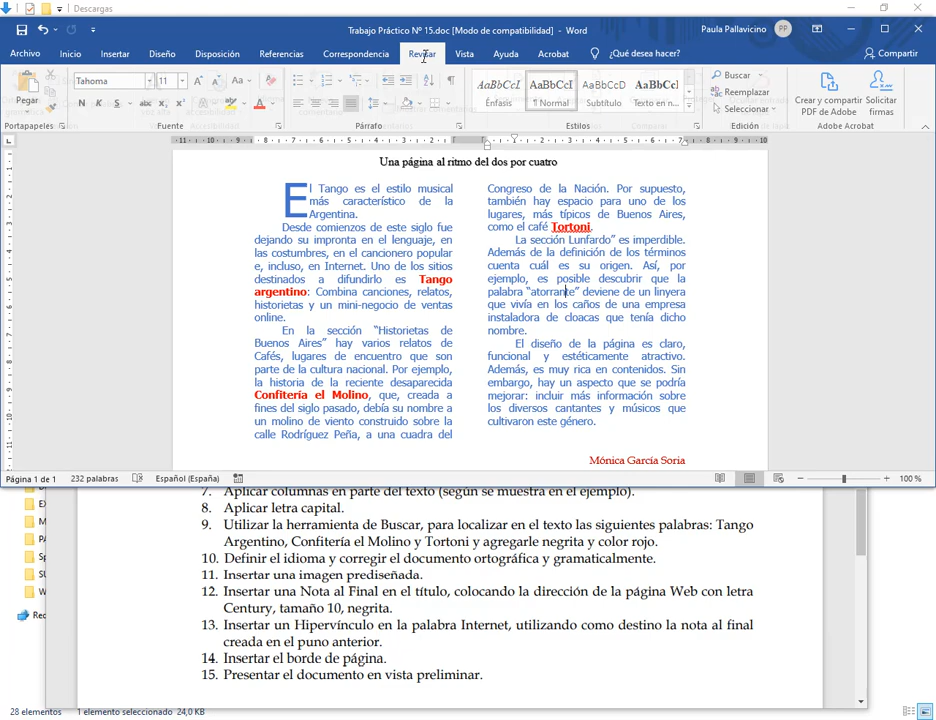 Descargas
Trabajo Práctico Nº 15.doc [Modo de compatibilidad] - Word
Paula Pallavicino
PP
Archivo Inicio Insertar Diseño Disposición Referencias Correspondencia Revisar Vista Ayuda Acrobat ¿Qué desea hacer? Compartir
Pegar
Tahoma 11
Aa
N K S abc x₂ x²
AaBbCcI AaBbCcI AaBbCcD AaBbCcI
Énfasis ¶ Normal Subtítulo Texto en n...
Buscar
Reemplazar
Seleccionar
Crear y compartir Solicitar
PDF de Adobe firmas
Portapapeles Fuente Párrafo Estilos Edición Adobe Acrobat
Una página al ritmo del dos por cuatro
El Tango es el estilo musical
más característico de la
Argentina.
Desde comienzos de este siglo fue
dejando su impronta en el lenguaje, en
las costumbres, en el cancionero popular
e, incluso, en Internet. Uno de los sitios
destinados a difundirlo es Tango
argentino: Combina canciones, relatos,
historietas y un mini-negocio de ventas
online.
En la sección “Historietas de
Buenos Aires” hay varios relatos de
Cafés, lugares de encuentro que son
parte de la cultura nacional. Por ejemplo,
la historia de la reciente desaparecida
Confitería el Molino, que, creada a
fines del siglo pasado, debía su nombre a
un molino de viento construido sobre la
calle Rodríguez Peña, a una cuadra del
Congreso de la Nación. Por supuesto,
también hay espacio para uno de los
lugares, más típicos de Buenos Aires,
como el café Tortoni.
La sección Lunfardo” es imperdible.
Además de la definición de los términos
cuenta cuál es su origen. Así, por
ejemplo, es posible descubrir que la
palabra “atorrante” deviene de un linyera
que vivía en los caños de una empresa
instaladora de cloacas que tenía dicho
nombre.
El diseño de la página es claro,
funcional y estéticamente atractivo.
Además, es muy rica en contenidos. Sin
embargo, hay un aspecto que se podría
mejorar: incluir más información sobre
los diversos cantantes y músicos que
cultivaron este género.
Mónica García Soria
Página 1 de 1 232 palabras Español (España) 100 %
7. Aplicar columnas en parte del texto (según se muestra en el ejemplo).
8. Aplicar letra capital.
9. Utilizar la herramienta de Buscar, para localizar en el texto las siguientes palabras: Tango
Argentino, Confitería el Molino y Tortoni y agregarle negrita y color rojo.
10. Definir el idioma y corregir el documento ortográfica y gramaticalmente.
11. Insertar una imagen prediseñada.
12. Insertar una Nota al Final en el título, colocando la dirección de la página Web con letra
Century, tamaño 10, negrita.
13. Insertar un Hipervínculo en la palabra Internet, utilizando como destino la nota al final
creada en el puno anterior.
14. Insertar el borde de página.
15. Presentar el documento en vista preliminar.
Rec
28 elementos 1 elemento seleccionado 24,0 KB